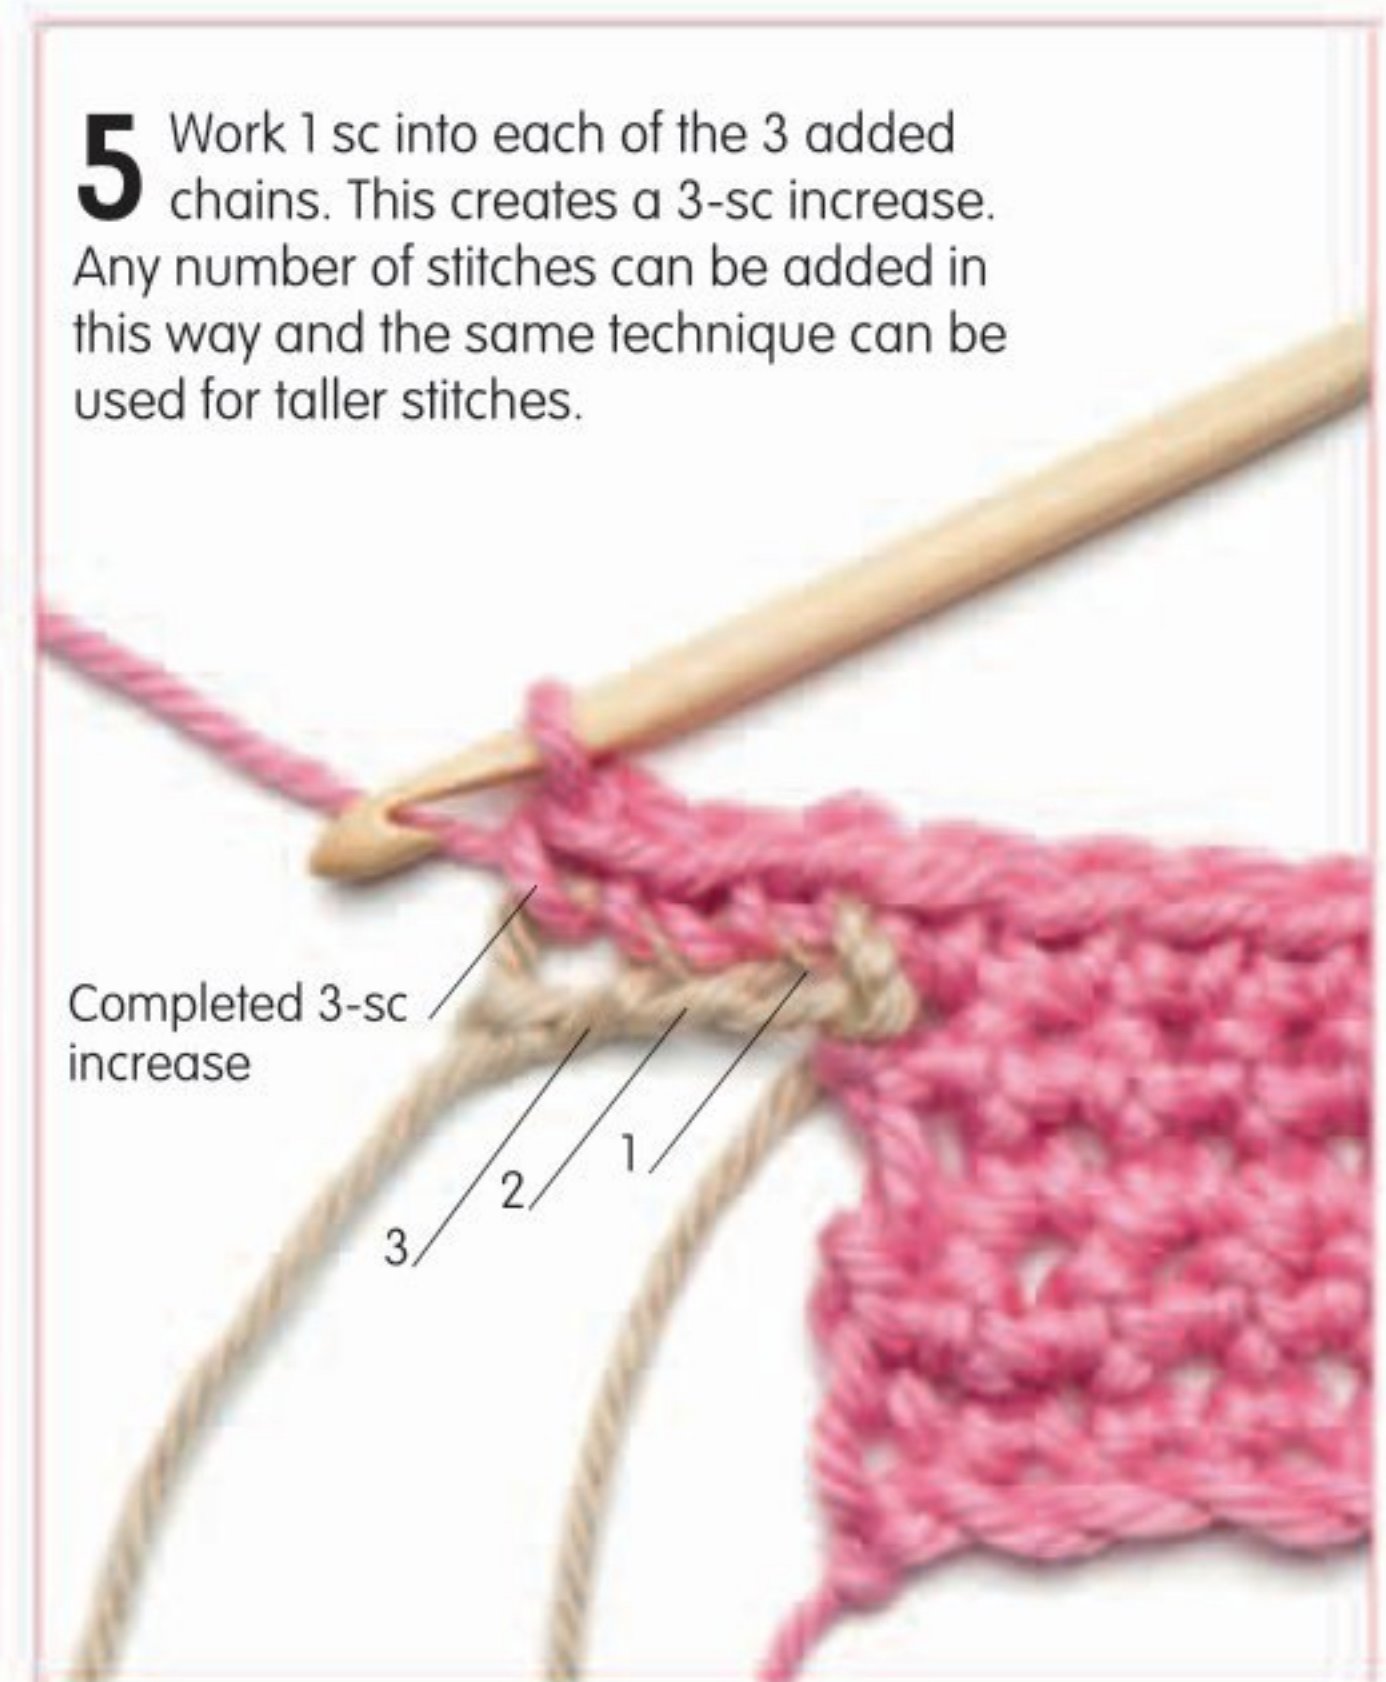 5 Work 1 sc into each of the 3 added
chains. This creates a 3-sc increase.
Any number of stitches can be added in
this way and the same technique can be
used for taller stitches.
Completed 3-sc
increase
1
2
3